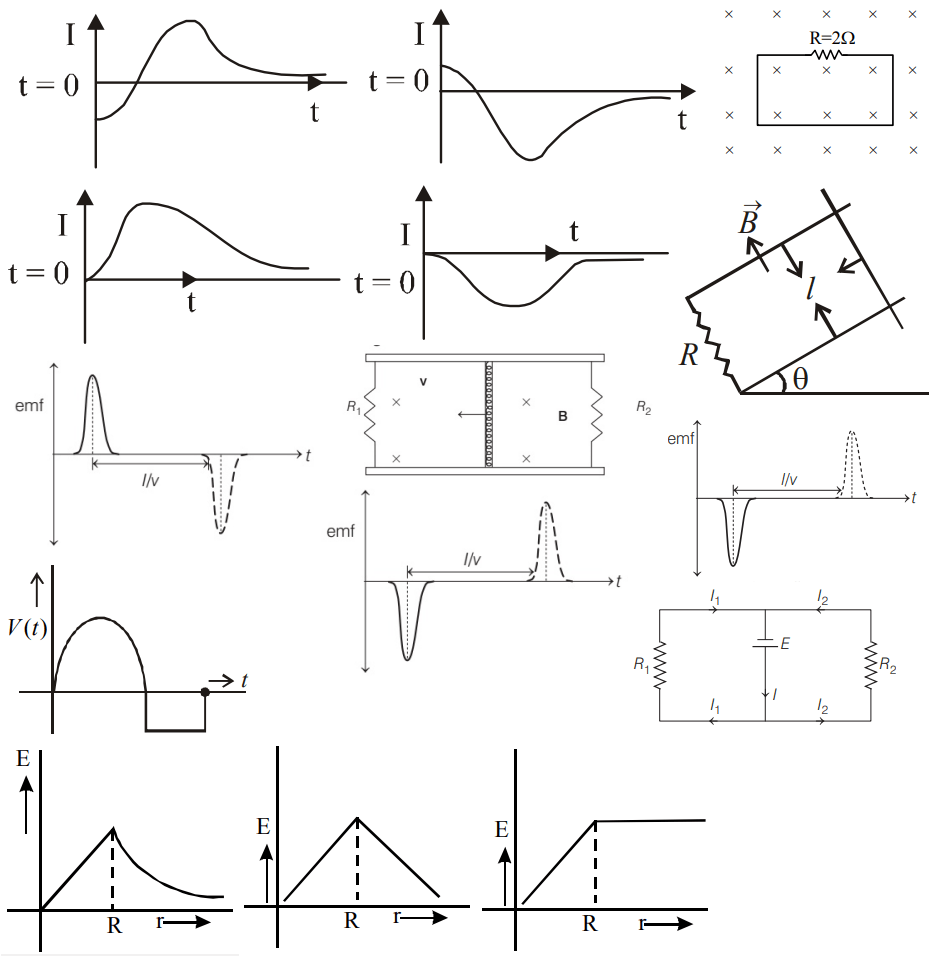 I
t = 0
t
I
t = 0
t
× × × × ×
R=2Ω
× × × × ×
× × × × ×
× × × × ×
I
t = 0
t
I
t = 0
t
B⃗
l
R
θ
emf
l/v
t
R₁
v
×
×
B
×
×
R₂
emf
l/v
t
emf
l/v
t
V(t)
t
I₁
I₂
R₁
E
R₂
I
I₁
I₂
E
R
r
E
R
r
E
R
r